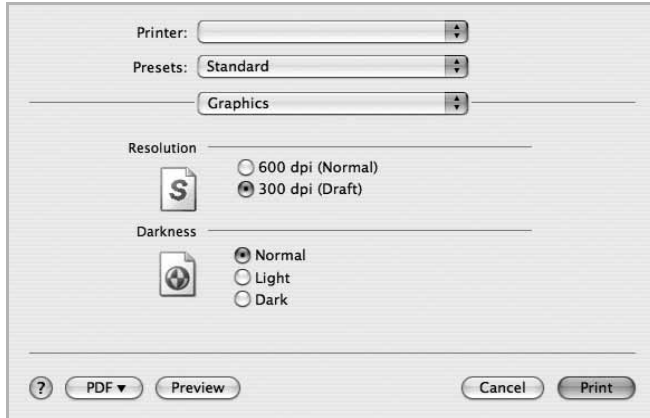 Printer:
Presets: Standard
Graphics
Resolution
600 dpi (Normal)
S
300 dpi (Draft)
Darkness
Normal
Light
Dark
? PDF▼ Preview Cancel Print